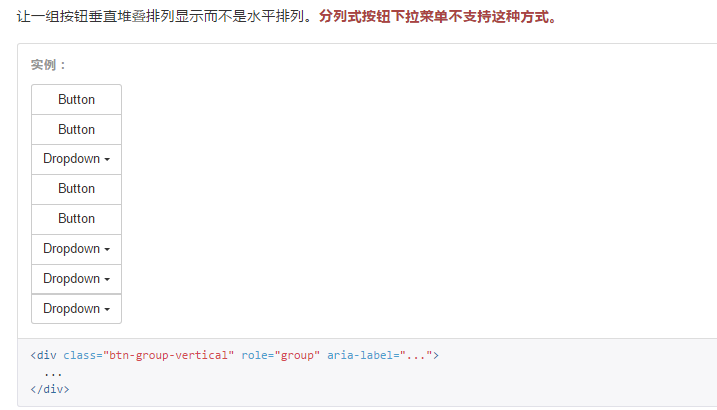 让一组按钮垂直堆叠排列显示而不是水平排列。分列式按钮下拉菜单不支持这种方式。
实例：
Button
Button
Dropdown
Button
Button
Dropdown
Dropdown
Dropdown
<div class="btn-group-vertical" role="group" aria-label="...">
...
</div>